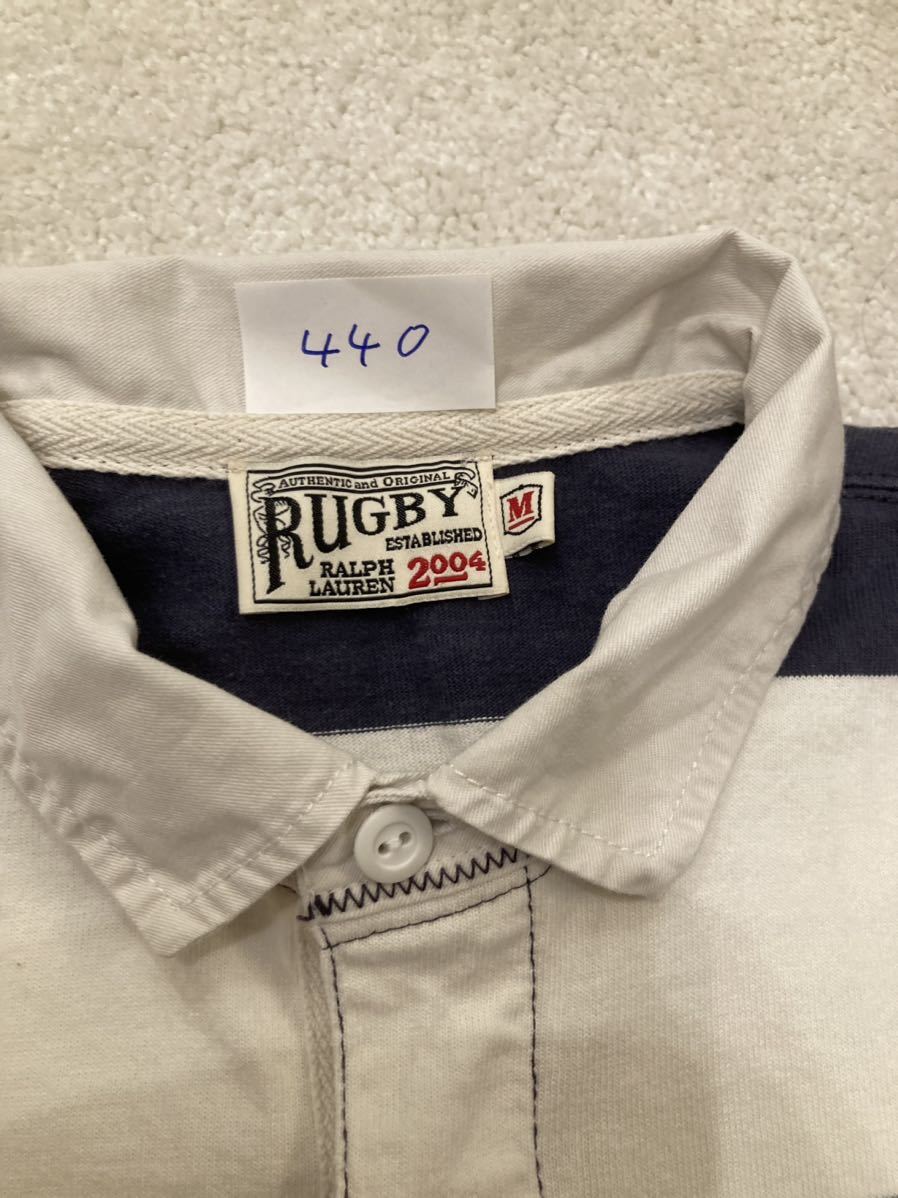 440
AUTHENTIC and ORIGINAL
RUGBY
ESTABLISHED
RALPH LAUREN 2004
M